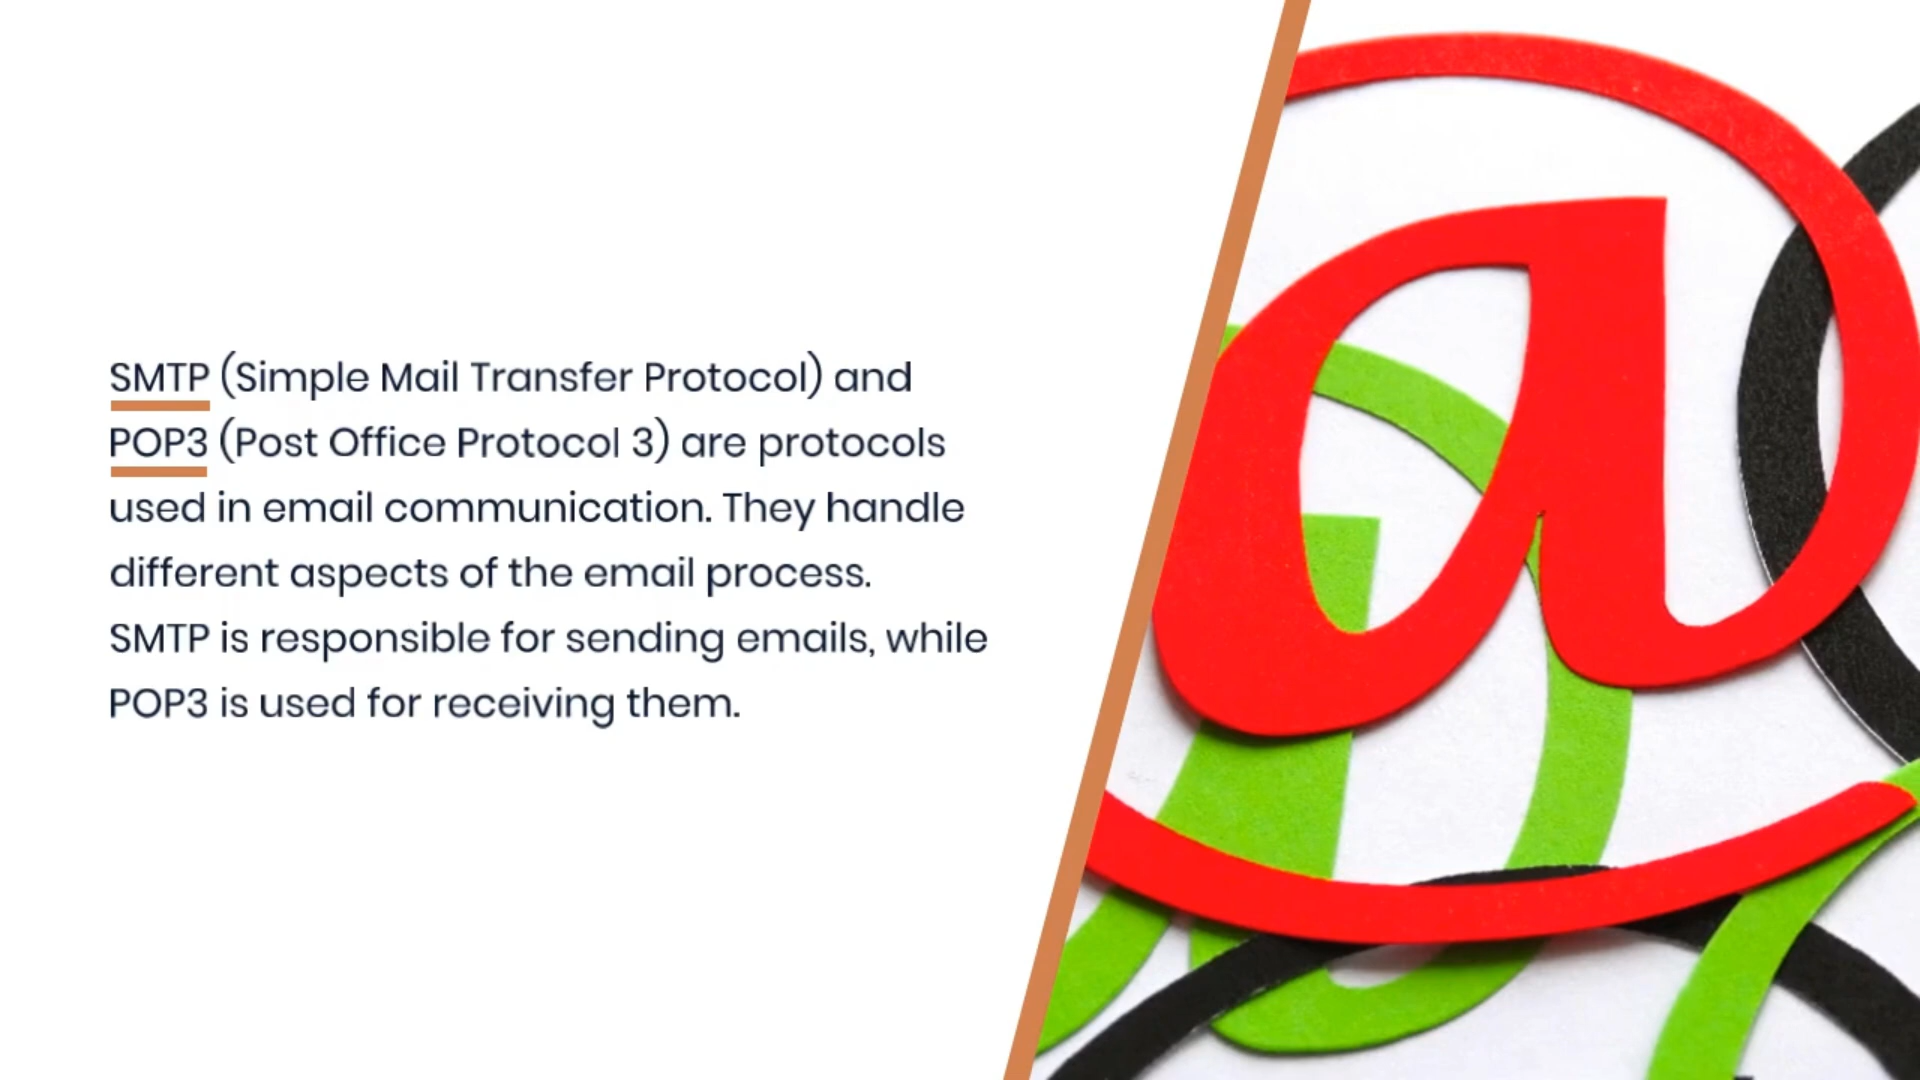 SMTP (Simple Mail Transfer Protocol) and
POP3 (Post Office Protocol 3) are protocols
used in email communication. They handle
different aspects of the email process.
SMTP is responsible for sending emails, while
POP3 is used for receiving them.